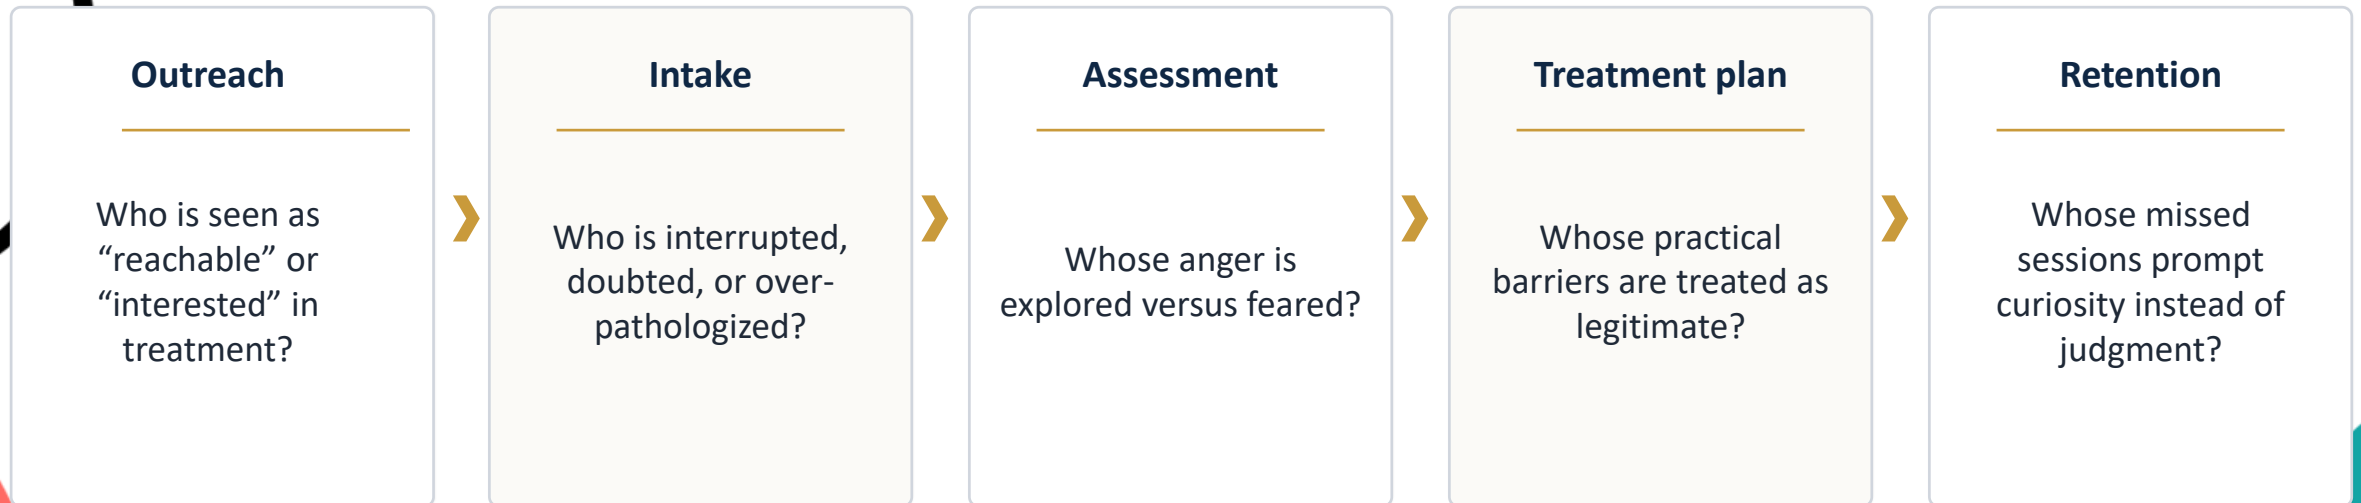 Outreach
Who is seen as
“reachable” or
“interested” in
treatment?
Intake
Who is interrupted,
doubted, or over-
pathologized?
Assessment
Whose anger is
explored versus feared?
Treatment plan
Whose practical
barriers are treated as
legitimate?
Retention
Whose missed
sessions prompt
curiosity instead of
judgment?